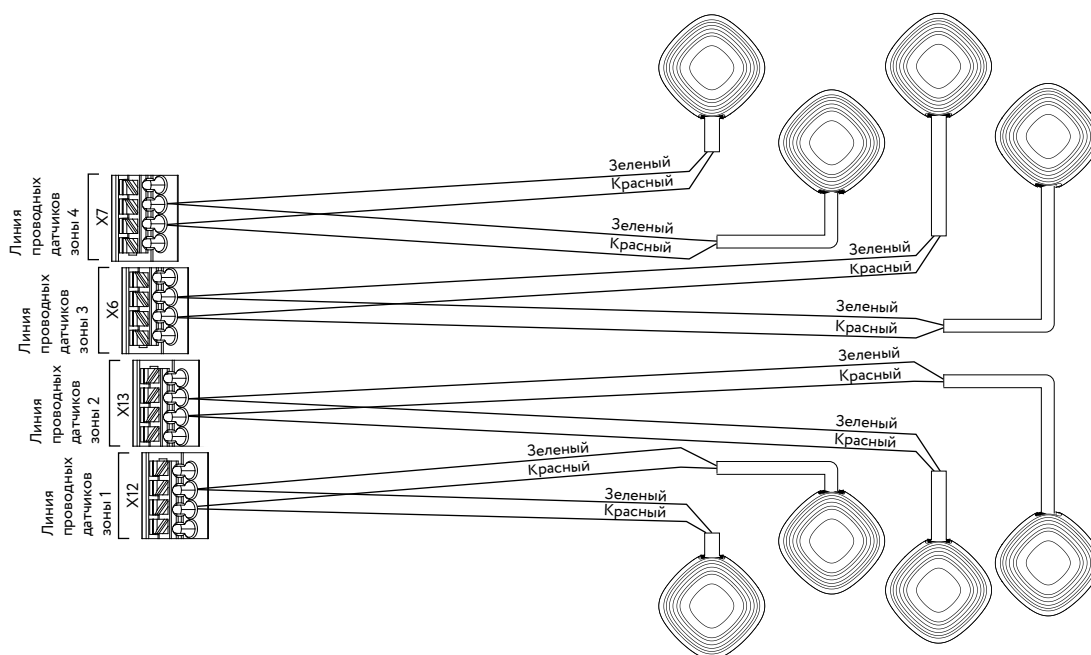 Линия
проводных
датчиков
зоны 4
X7
Зеленый
Красный
Зеленый
Красный
Линия
проводных
датчиков
зоны 3
X6
Зеленый
Красный
Зеленый
Красный
Линия
проводных
датчиков
зоны 2
X13
Зеленый
Красный
Зеленый
Красный
Линия
проводных
датчиков
зоны 1
X12
Зеленый
Красный
Зеленый
Красный